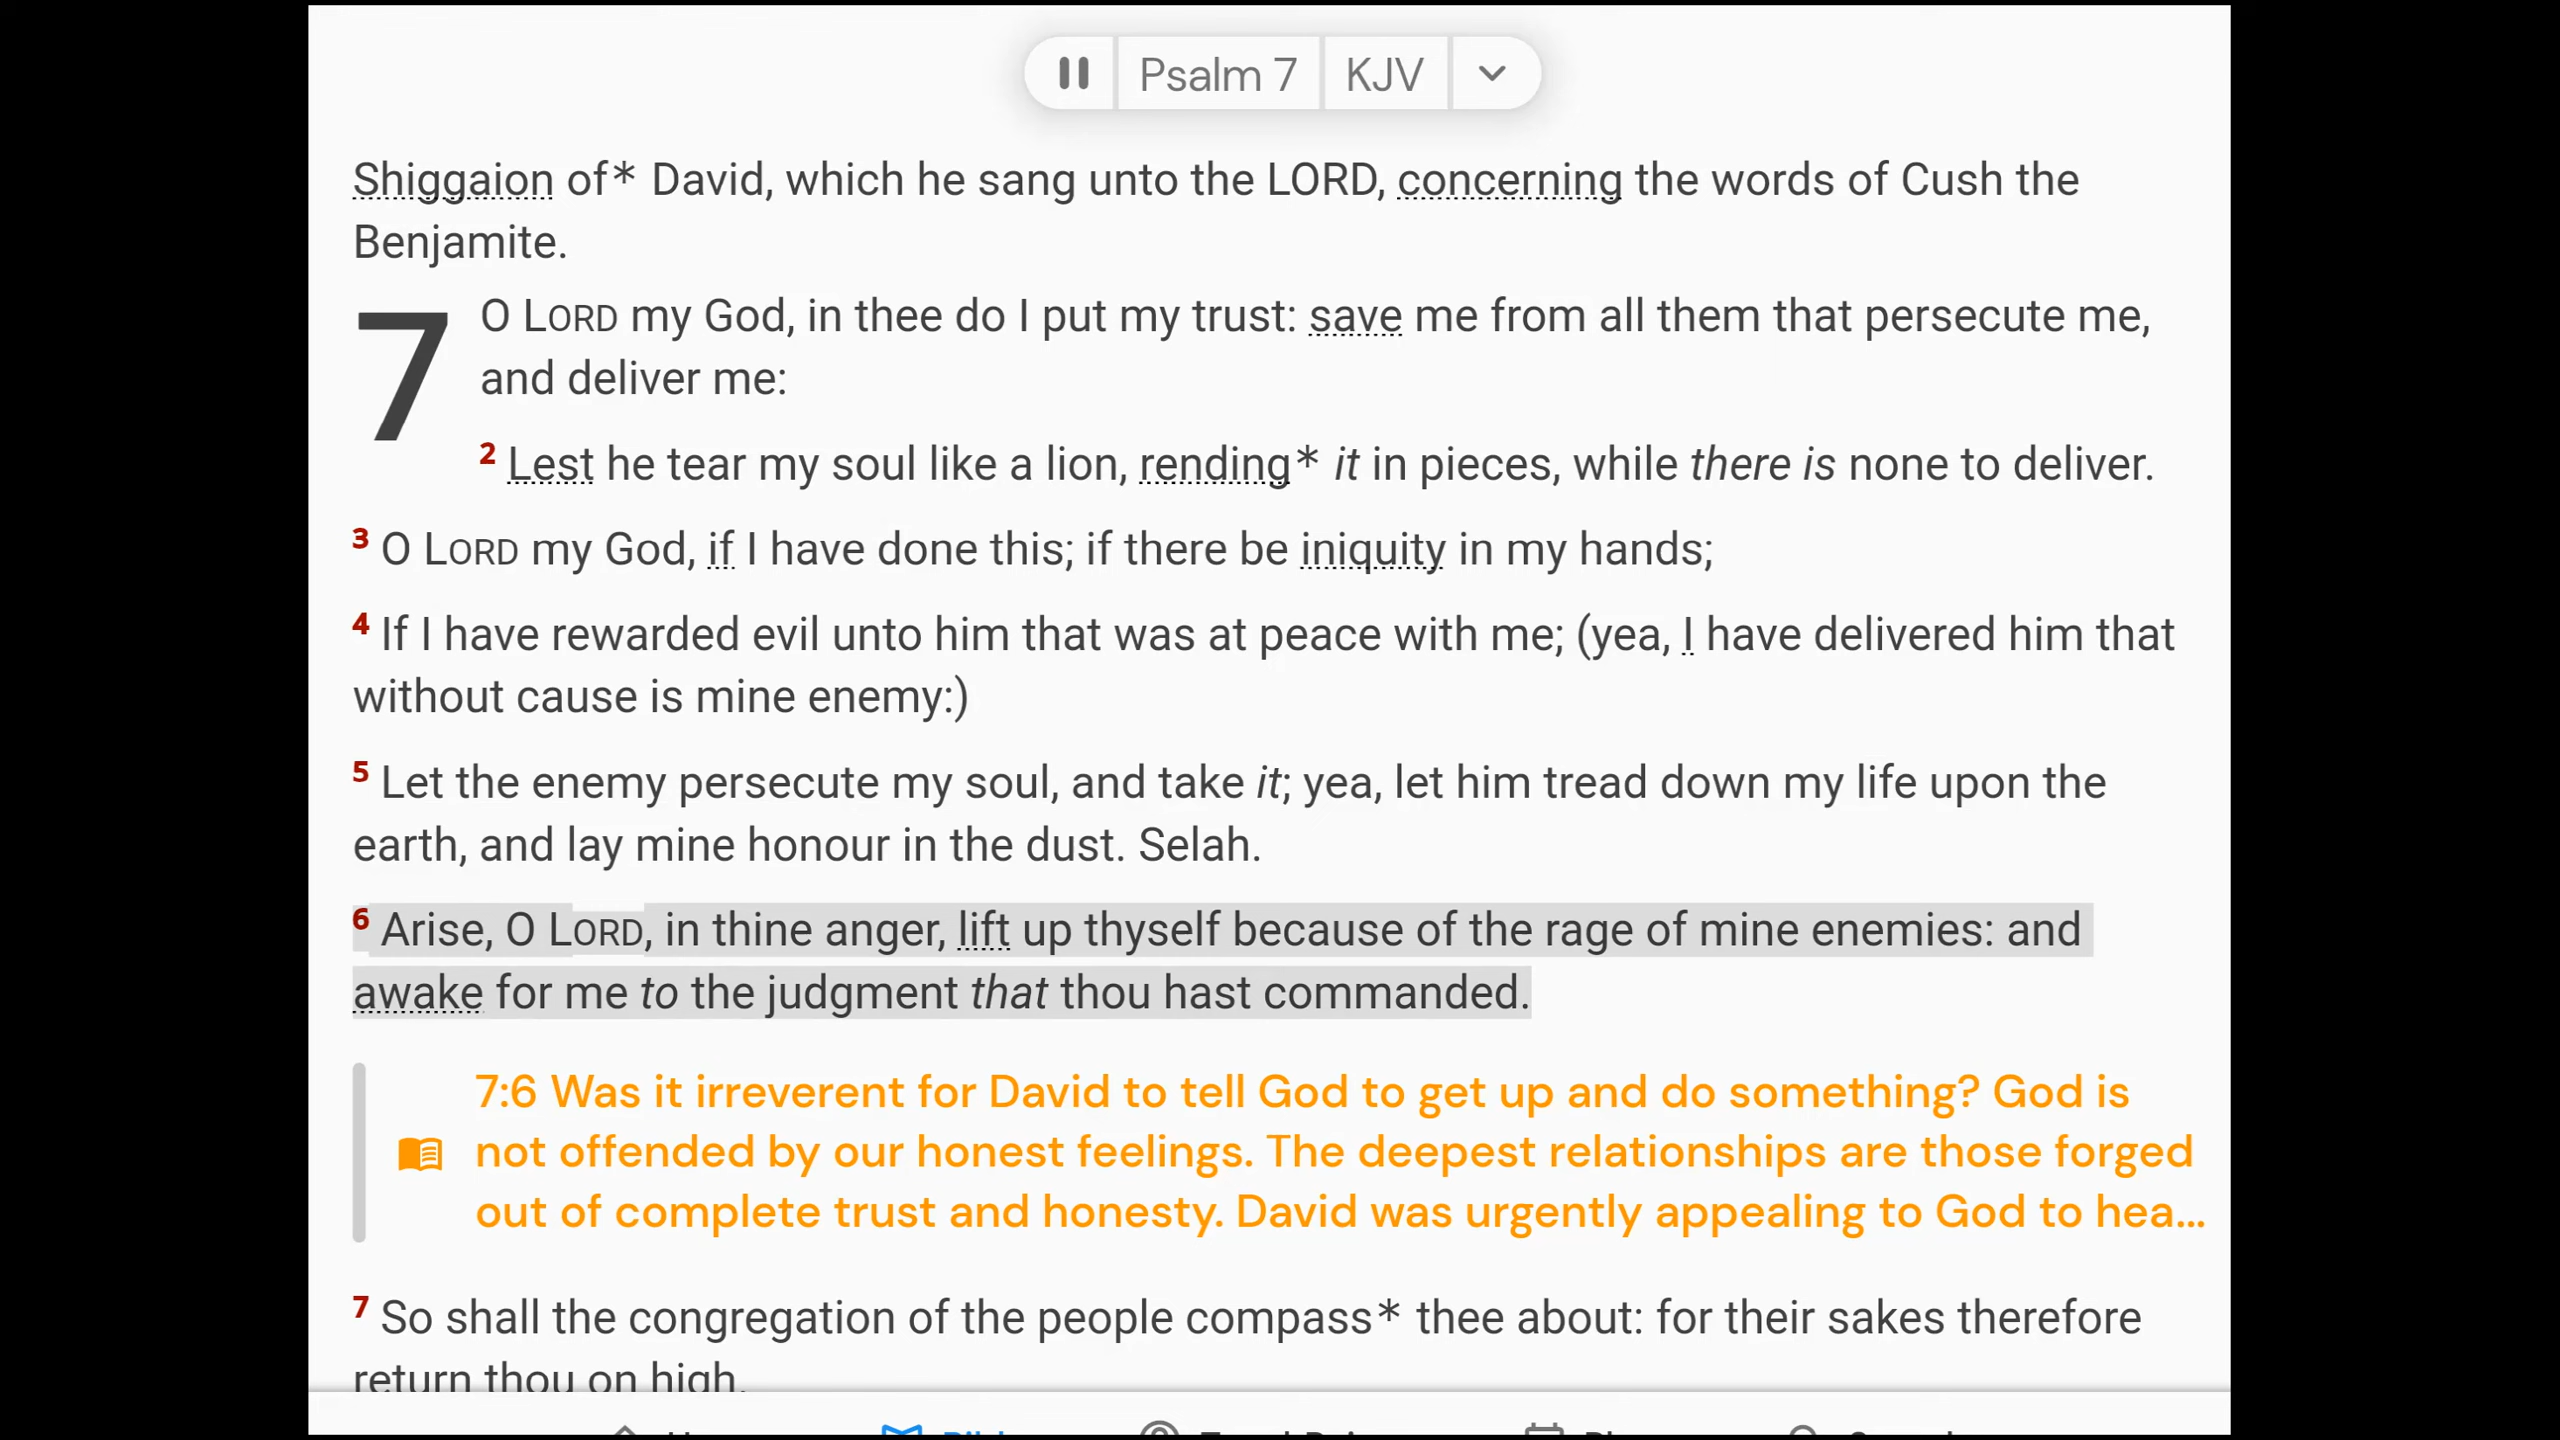 Psalm 7 KJV
Shiggaion of* David, which he sang unto the LORD, concerning the words of Cush the
Benjamite.
7 O LORD my God, in thee do I put my trust: save me from all them that persecute me,
and deliver me:
2 Lest he tear my soul like a lion, rending* it in pieces, while there is none to deliver.
3 O LORD my God, if I have done this; if there be iniquity in my hands;
4 If I have rewarded evil unto him that was at peace with me; (yea, I have delivered him that
without cause is mine enemy:)
5 Let the enemy persecute my soul, and take it; yea, let him tread down my life upon the
earth, and lay mine honour in the dust. Selah.
6 Arise, O LORD, in thine anger, lift up thyself because of the rage of mine enemies: and
awake for me to the judgment that thou hast commanded.
7:6 Was it irreverent for David to tell God to get up and do something? God is
not offended by our honest feelings. The deepest relationships are those forged
out of complete trust and honesty. David was urgently appealing to God to hea...
7 So shall the congregation of the people compass* thee about: for their sakes therefore
return thou on high.